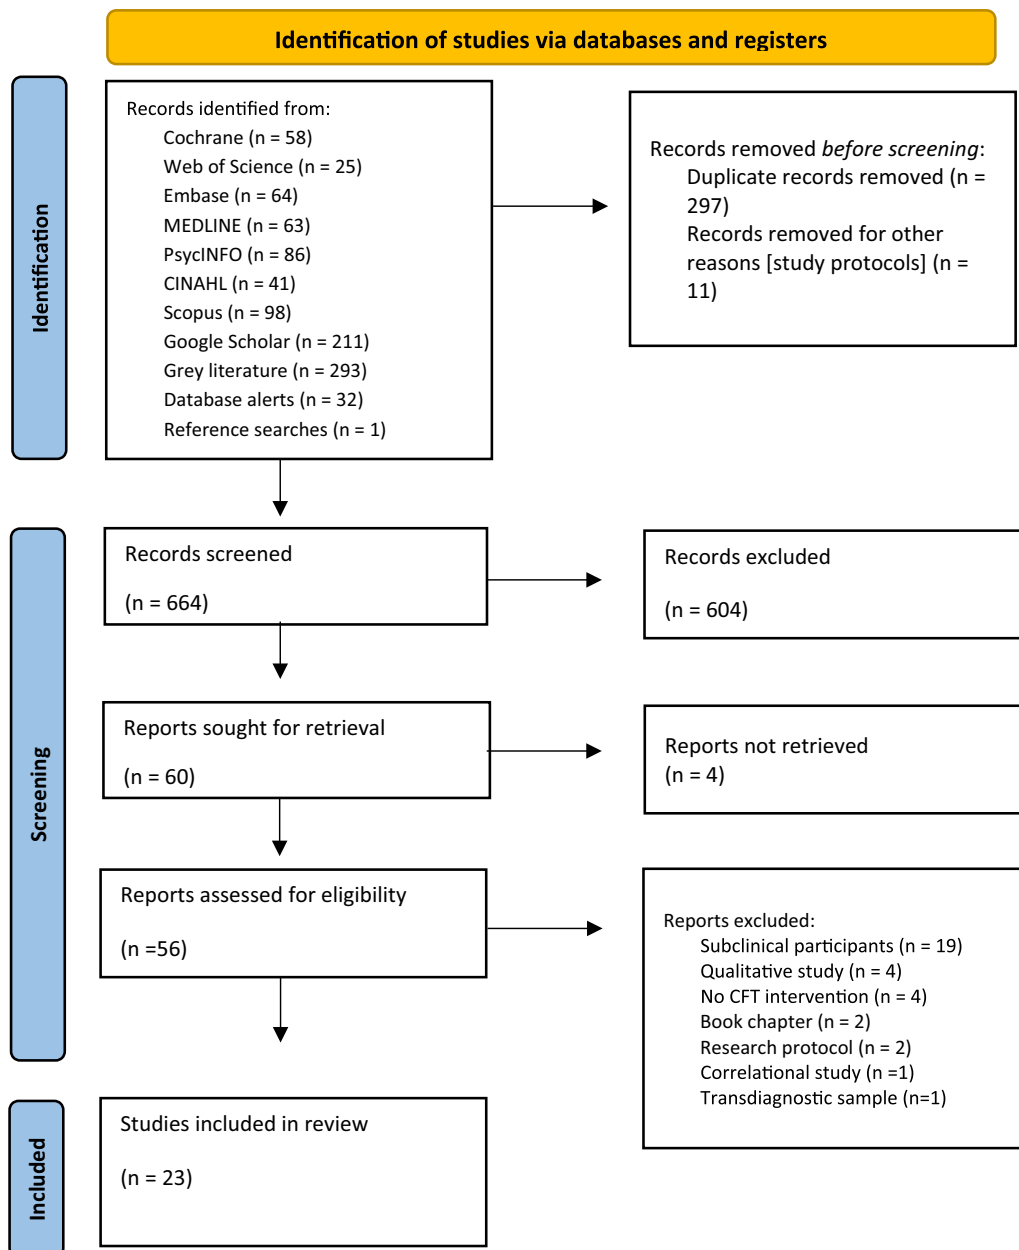 Identification of studies via databases and registers
Identification
Records identified from:
Cochrane (n = 58)
Web of Science (n = 25)
Embase (n = 64)
MEDLINE (n = 63)
PsycINFO (n = 86)
CINAHL (n = 41)
Scopus (n = 98)
Google Scholar (n = 211)
Grey literature (n = 293)
Database alerts (n = 32)
Reference searches (n = 1)
Records removed before screening:
Duplicate records removed (n =
297)
Records removed for other
reasons [study protocols] (n =
11)
Screening
Records screened
(n = 664)
Records excluded
(n = 604)
Reports sought for retrieval
(n = 60)
Reports not retrieved
(n = 4)
Reports assessed for eligibility
(n =56)
Reports excluded:
Subclinical participants (n = 19)
Qualitative study (n = 4)
No CFT intervention (n = 4)
Book chapter (n = 2)
Research protocol (n = 2)
Correlational study (n =1)
Transdiagnostic sample (n=1)
Included
Studies included in review
(n = 23)